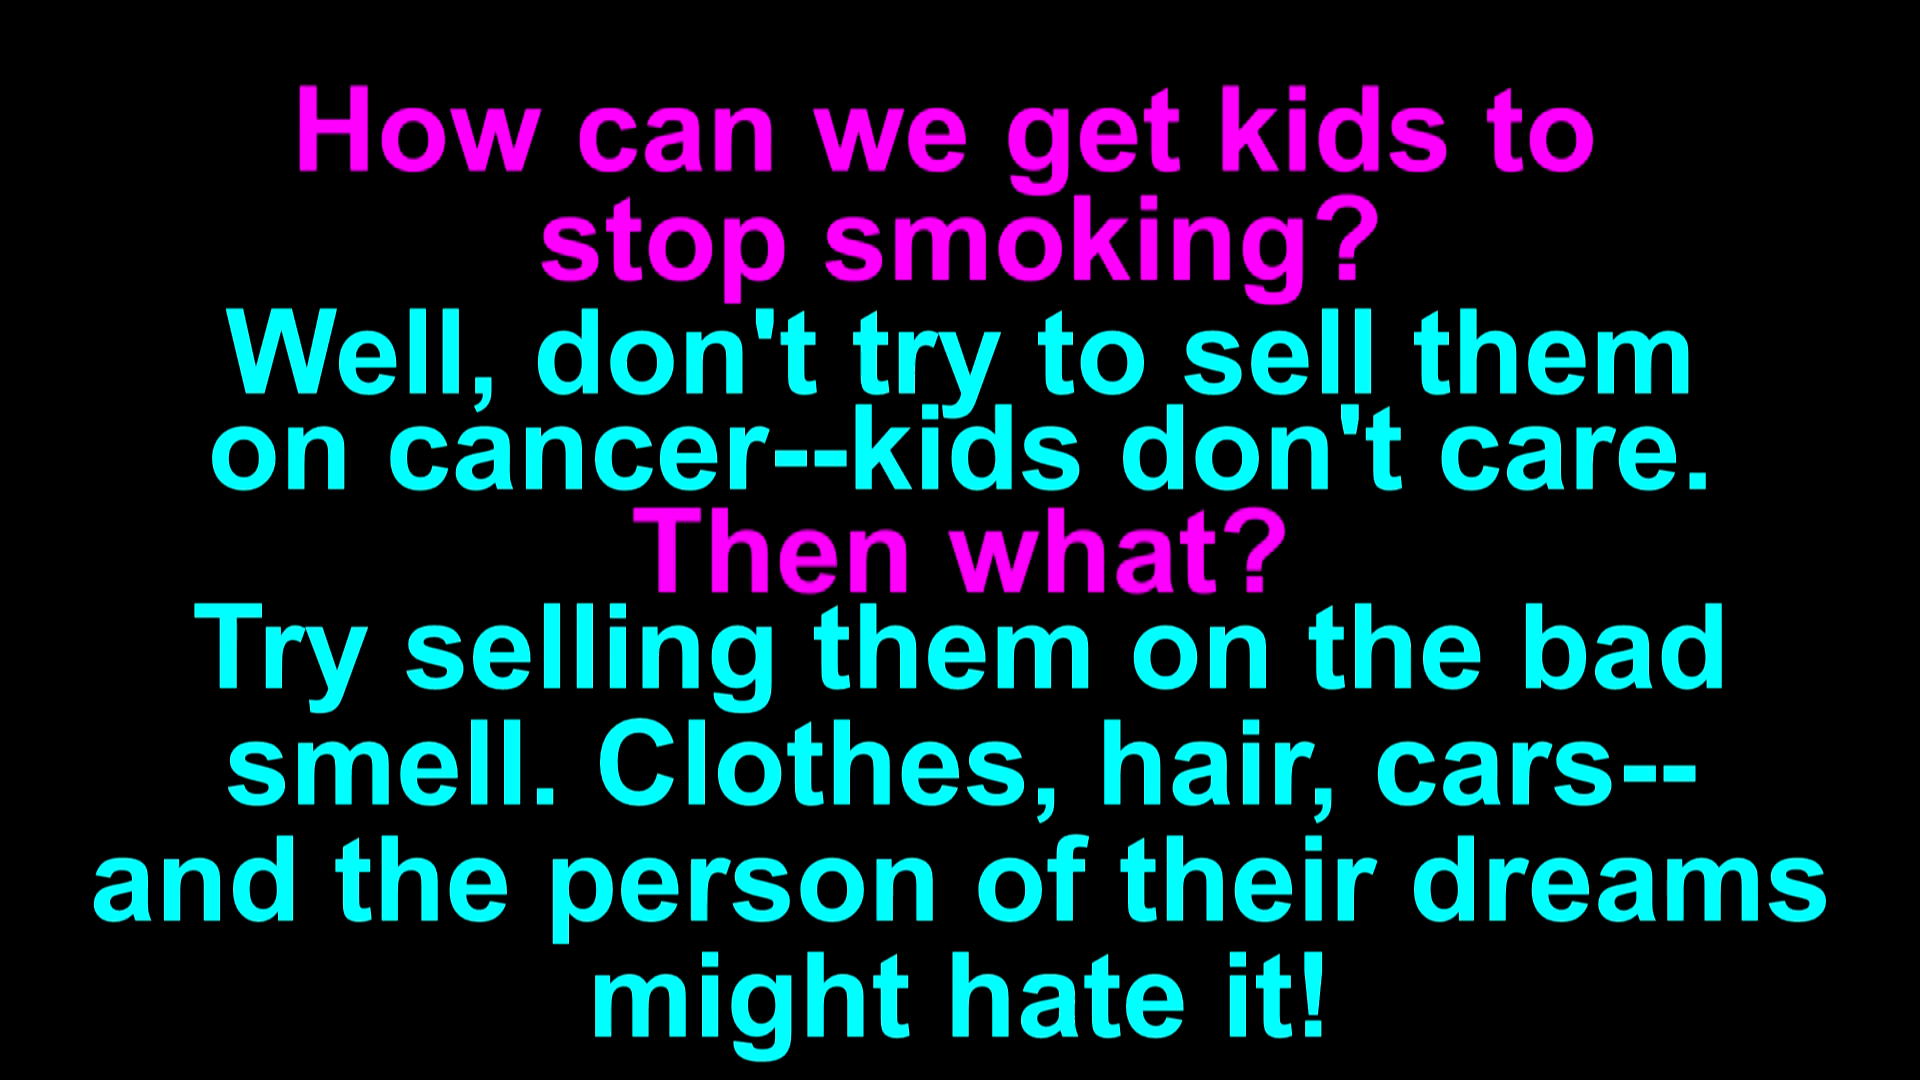 How can we get kids to
stop smoking?
Well, don't try to sell them
on cancer--kids don't care.
Then what?
Try selling them on the bad
smell. Clothes, hair, cars--
and the person of their dreams
might hate it!